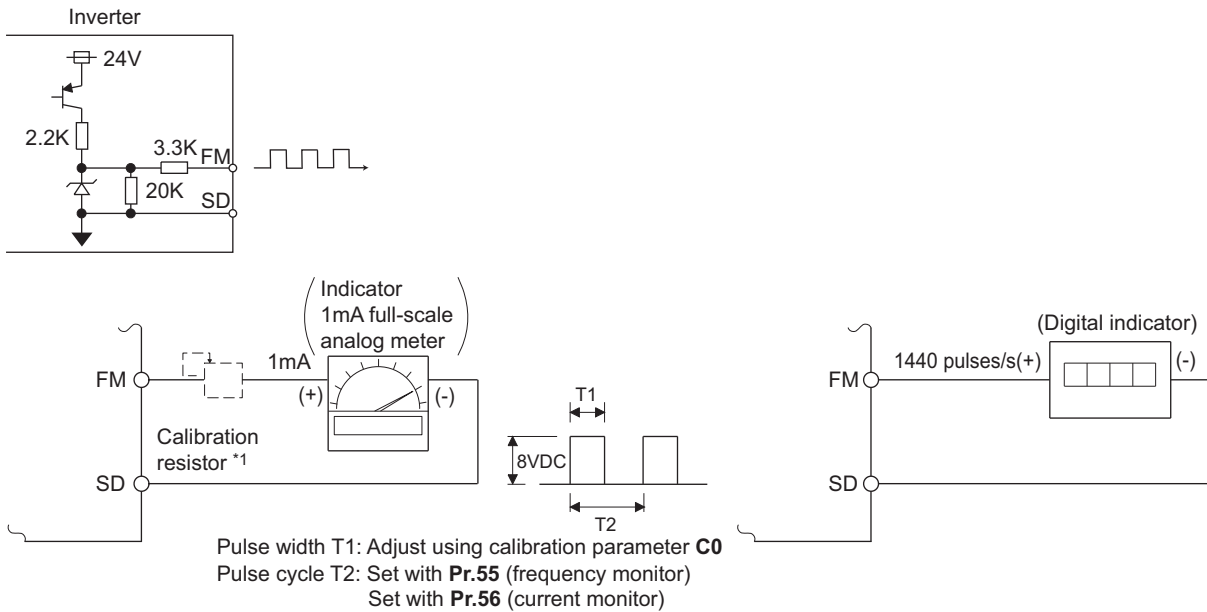 Inverter
24V
2.2K
3.3K
FM
20K
SD
Indicator
1mA full-scale
analog meter
FM
1mA
(+)
(-)
Calibration
resistor *1
SD
T1
8VDC
T2
(Digital indicator)
FM
1440 pulses/s(+)
(-)
SD
Pulse width T1: Adjust using calibration parameter C0
Pulse cycle T2: Set with Pr.55 (frequency monitor)
Set with Pr.56 (current monitor)